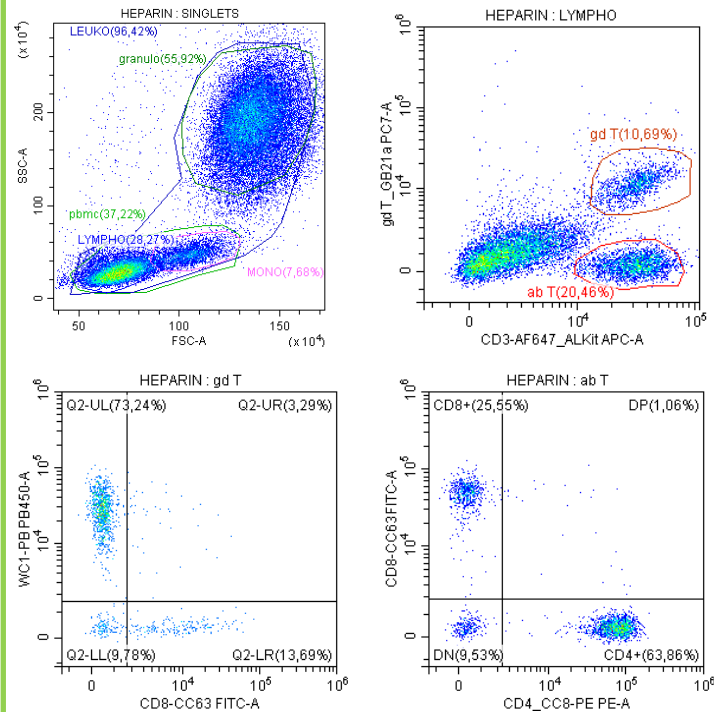 HEPARIN : SINGLETS
LEUKO(96,42%)
granulo(55,92%)
pbmc(37,22%)
LYMPHO(28,27%)
MONO(7,68%)
SSC-A
(x 10⁴)
0
100
200
50
100
150
FSC-A
(x 10⁴)
HEPARIN : LYMPHO
gd T(10,69%)
ab T(20,46%)
gd T_GB21a PC7-A
10⁶
10⁵
10⁴
0
0
10⁴
10⁵
CD3-AF647_ALKit APC-A
HEPARIN : gd T
Q2-UL(73,24%)
Q2-UR(3,29%)
Q2-LL(9,78%)
Q2-LR(13,69%)
WC1-PB PB450-A
10⁶
10⁵
10⁴
0
0
10⁴
10⁵
10⁶
CD8-CC63 FITC-A
HEPARIN : ab T
CD8+(25,55%)
DP(1,06%)
DN(9,53%)
CD4+(63,86%)
CD8-CC63 FITC-A
10⁶
10⁵
10⁴
0
0
10⁴
10⁵
10⁶
CD4_CC8-PE PE-A